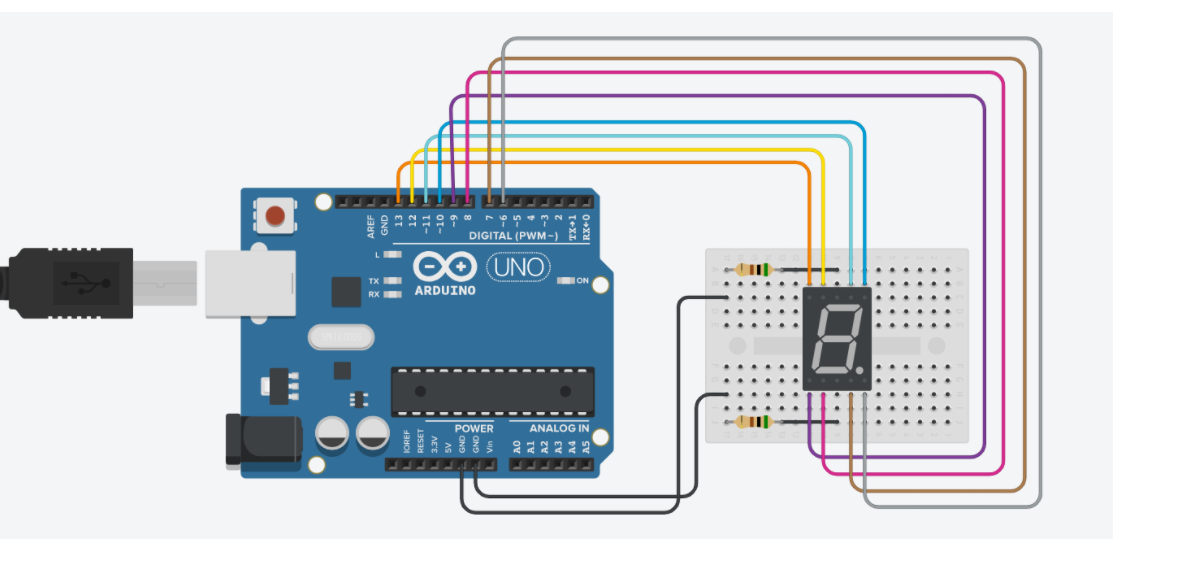 AREF
GND
13
12
~11
~10
~9
8
7
~6
~5
4
~3
2
TX→1
RX←0
DIGITAL (PWM~)
L
TX
RX
UNO
ARDUINO
ON
POWER
ANALOG IN
IOREF
RESET
3.3V
5V
GND
GND
Vin
A0
A1
A2
A3
A4
A5